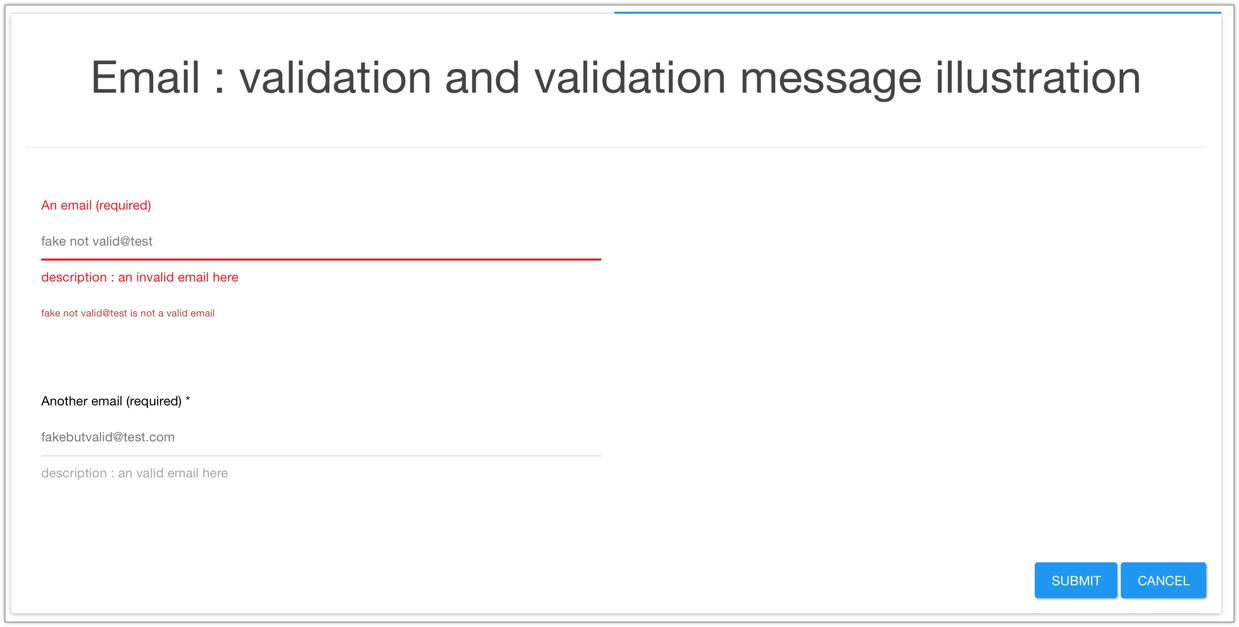 Email : validation and validation message illustration
An email (required)
fake not valid@test
description : an invalid email here
fake not valid@test is not a valid email
Another email (required) *
fakebutvalid@test.com
description : an valid email here
SUBMIT CANCEL